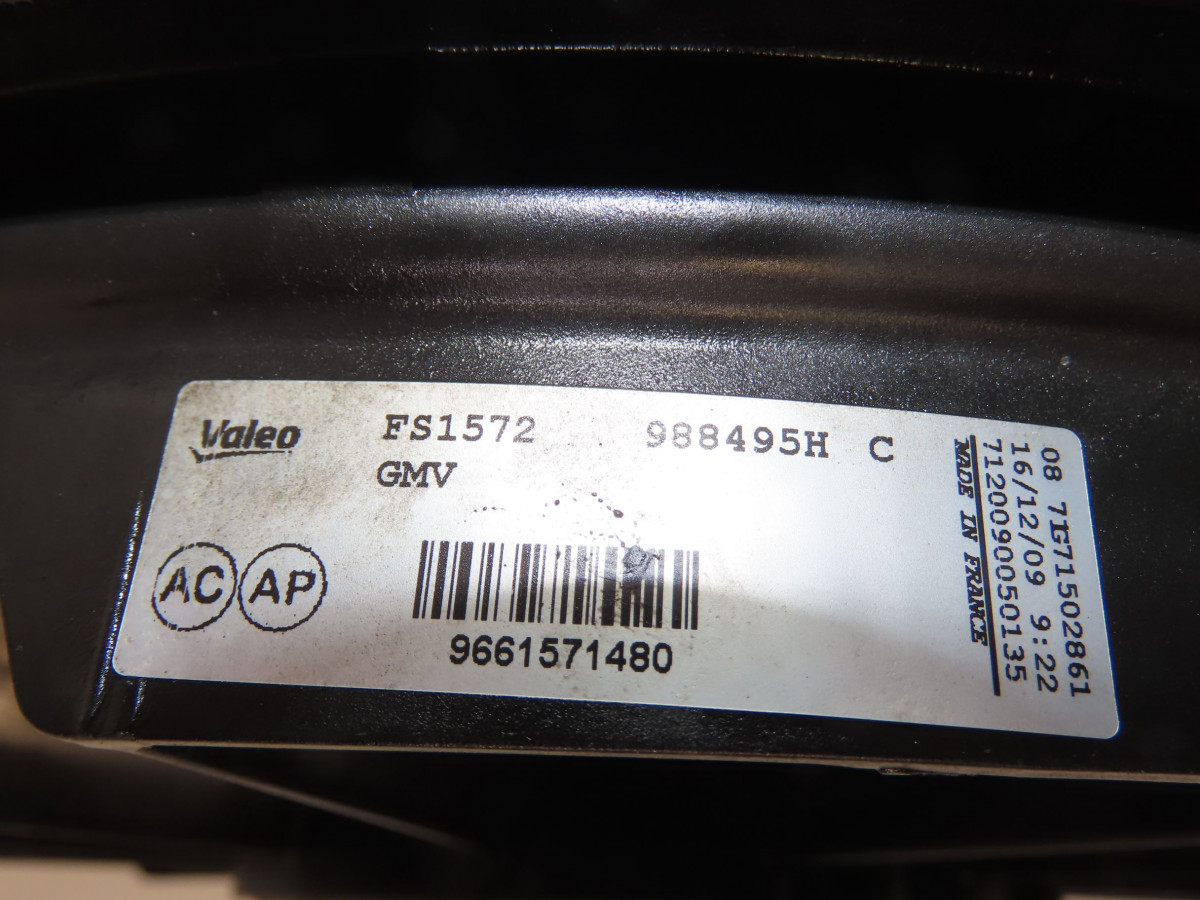 Valeo FS1572 988495H C
GMV
AC AP
9661571480
08 7G71502861
16/12/09 9:22
71200900501​35
MADE IN FRANCE